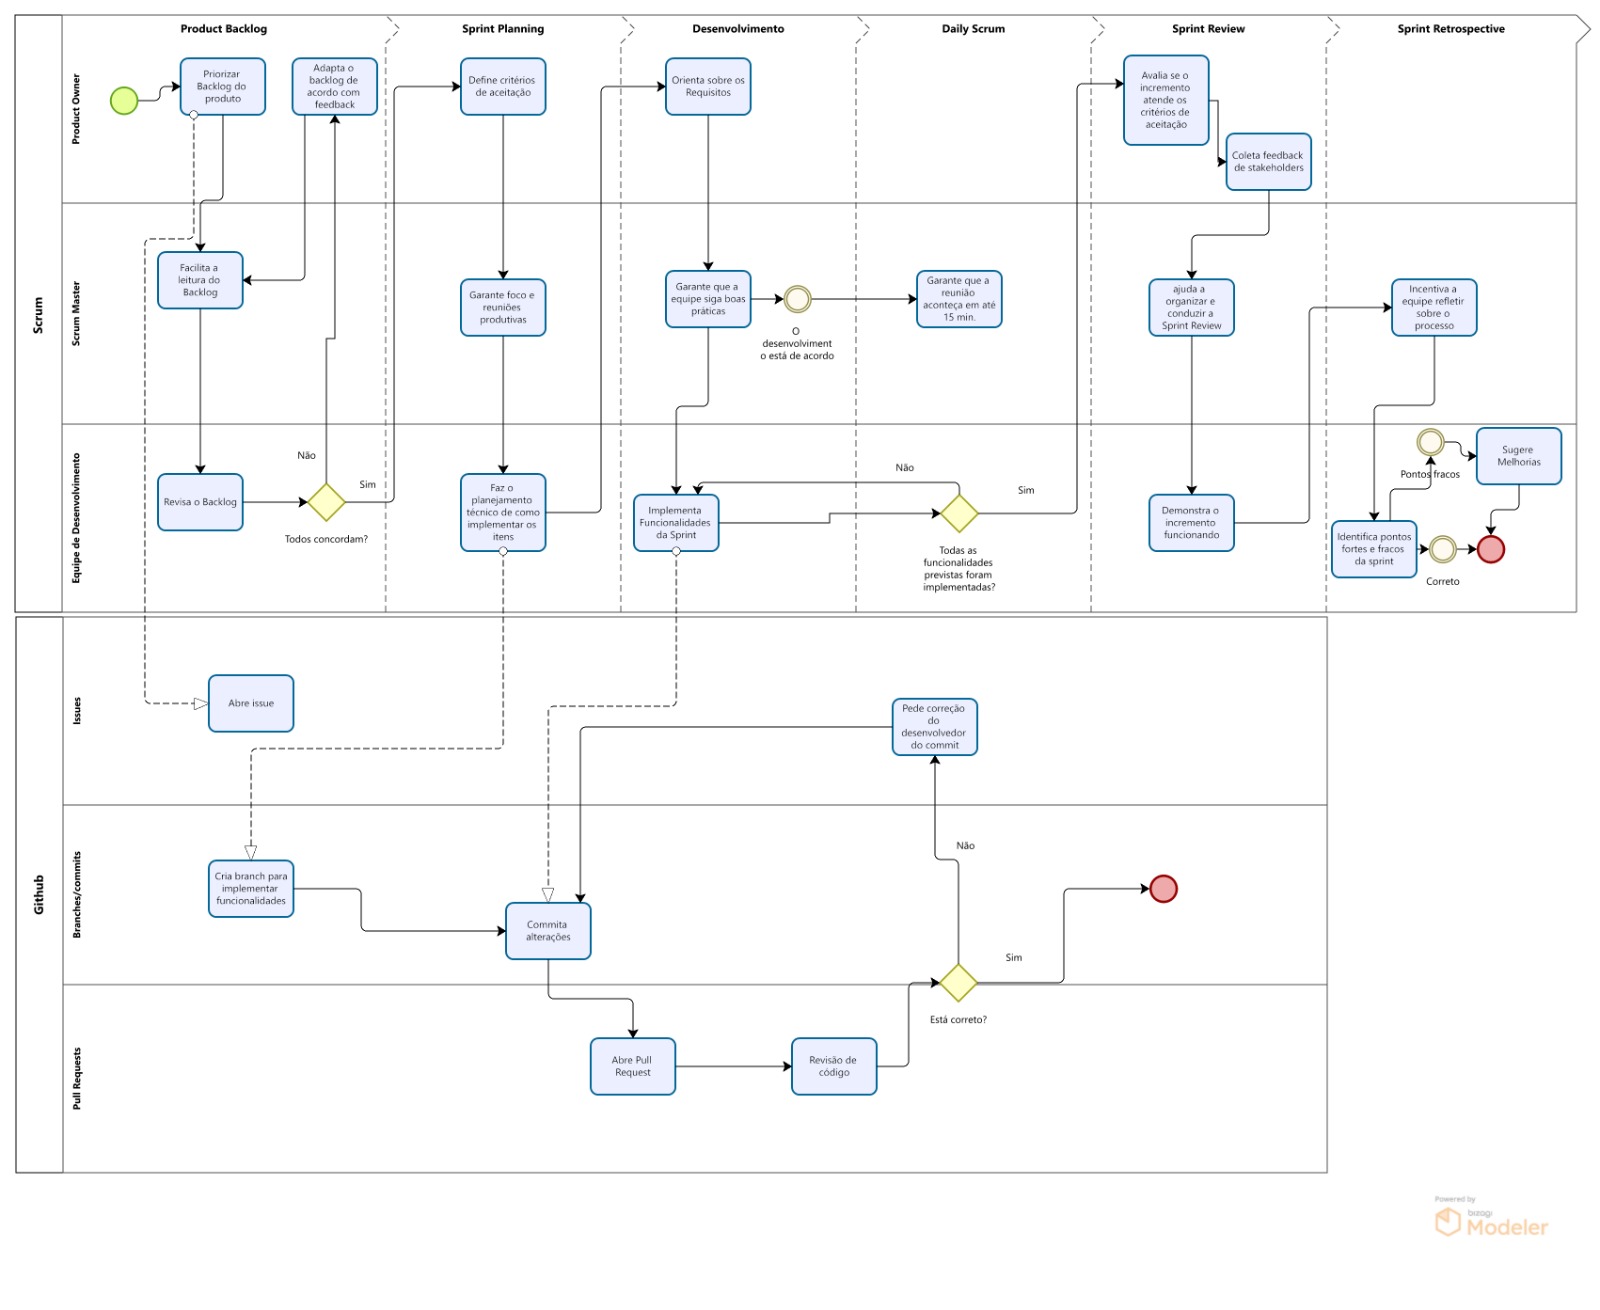 Product Backlog
Sprint Planning
Desenvolvimento
Daily Scrum
Sprint Review
Sprint Retrospective
Scrum
Product Owner
Priorizar
Backlog do
produto
Adapta o
backlog de
acordo com
feedback
Define critérios
de aceitação
Orienta sobre os
Requisitos
Avalia se o
incremento
atende os
critérios de
aceitação
Coleta feedback
de stakeholders
Scrum Master
Facilita a
leitura do
Backlog
Garante foco e
reuniões
produtivas
Garante que a
equipe siga boas
práticas
O
desenvolviment
o está de acordo
Garante que a
reunião
aconteça em até
15 min.
ajuda a
organizar e
conduzir a
Sprint Review
Incentiva a
equipe refletir
sobre o
processo
Equipe de Desenvolvimento
Revisa o Backlog
Não
Sim
Todos concordam?
Faz o
planejamento
técnico de como
implementar os
itens
Implementa
Funcionalidades
da Sprint
Não
Sim
Todas as
funcionalidades
previstas foram
implementadas?
Demonstra o
incremento
funcionando
Pontos fracos
Sugere
Melhorias
Identifica pontos
fortes e fracos
da sprint
Correto
Github
Issues
Abre issue
Pede correção
do
desenvolvedor
do commit
Branches/commits
Cria branch para
implementar
funcionalidades
Commita
alterações
Não
Sim
Está correto?
Pull Requests
Abre Pull
Request
Revisão de
código
Powered by
bizagi
Modeler